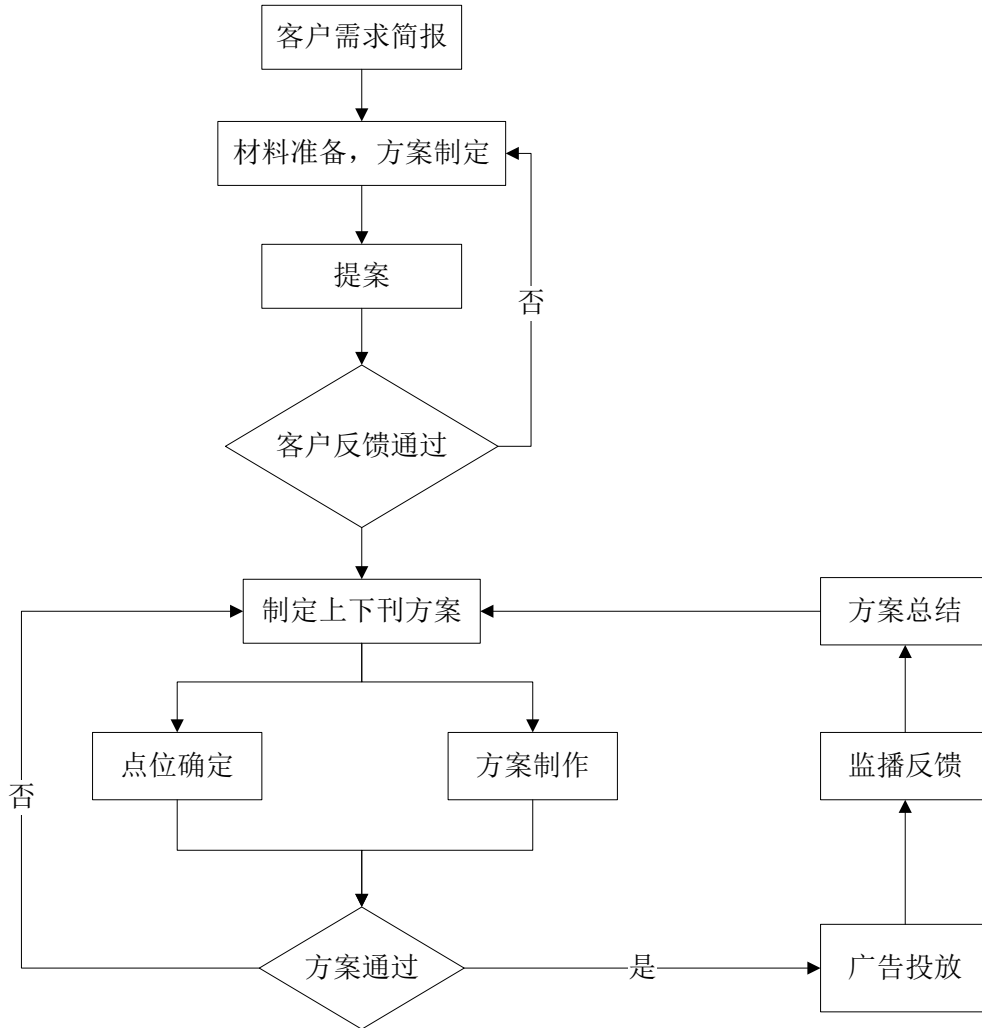 客户需求简报
材料准备，方案制定
提案
否
客户反馈通过
制定上下刊方案
方案总结
点位确定
方案制作
监播反馈
否
方案通过
是
广告投放